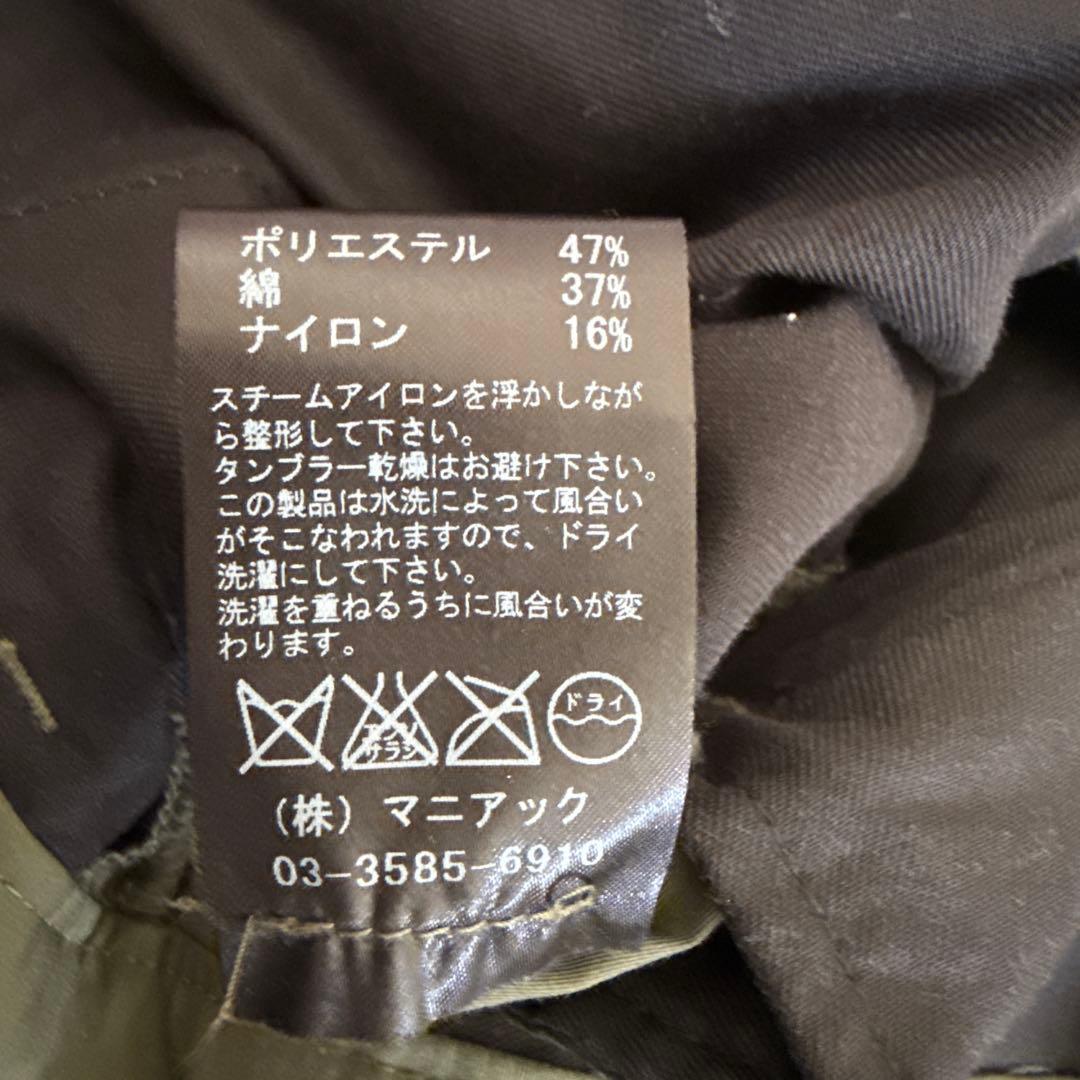 ポリエステル 47%
綿 37%
ナイロン 16%
スチームアイロンを浮かしなが
ら整形して下さい。
タンブラー乾燥はお避け下さい。
この製品は水洗によって風合い
がそこなわれますので、ドライ
洗濯にして下さい。
洗濯を重ねるうちに風合いが変
わります。
エンソ
サラシ
ドライ
(株) マニアック
03-3585-6910